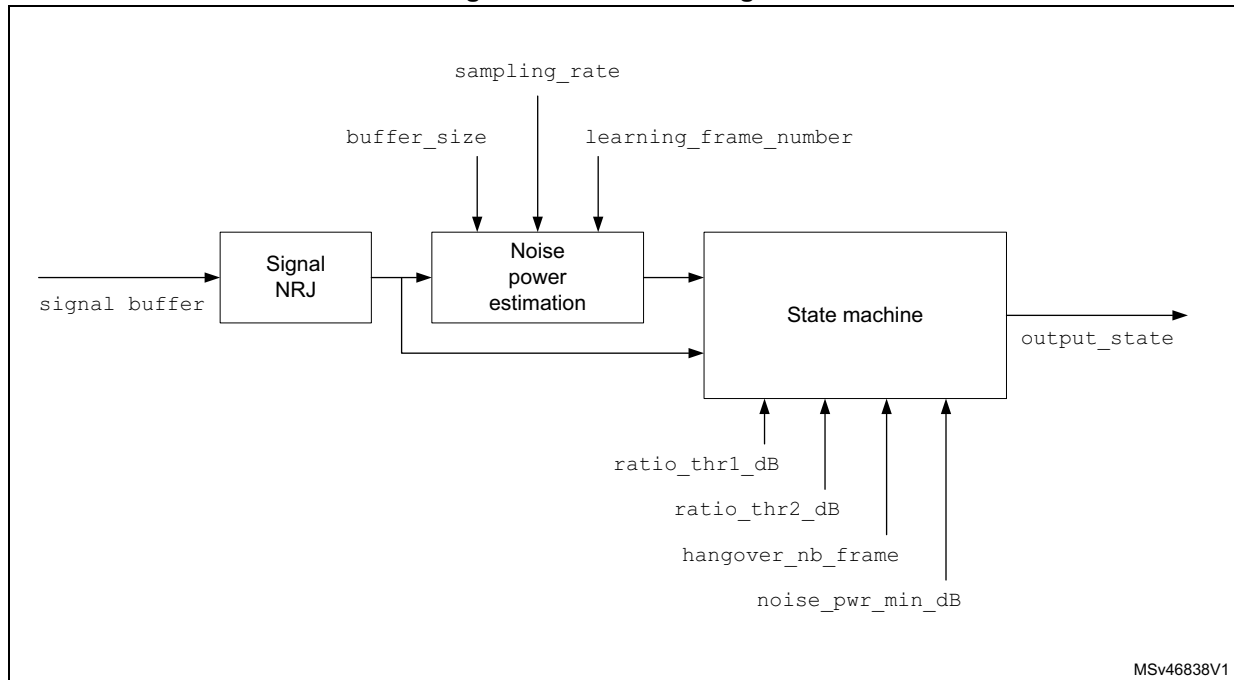 sampling_rate
buffer_size
learning_frame_number
Signal
NRJ
Noise
power
estimation
State machine
signal buffer
output_state
ratio_thr1_dB
ratio_thr2_dB
hangover_nb_frame
noise_pwr_min_dB
MSv46838V1